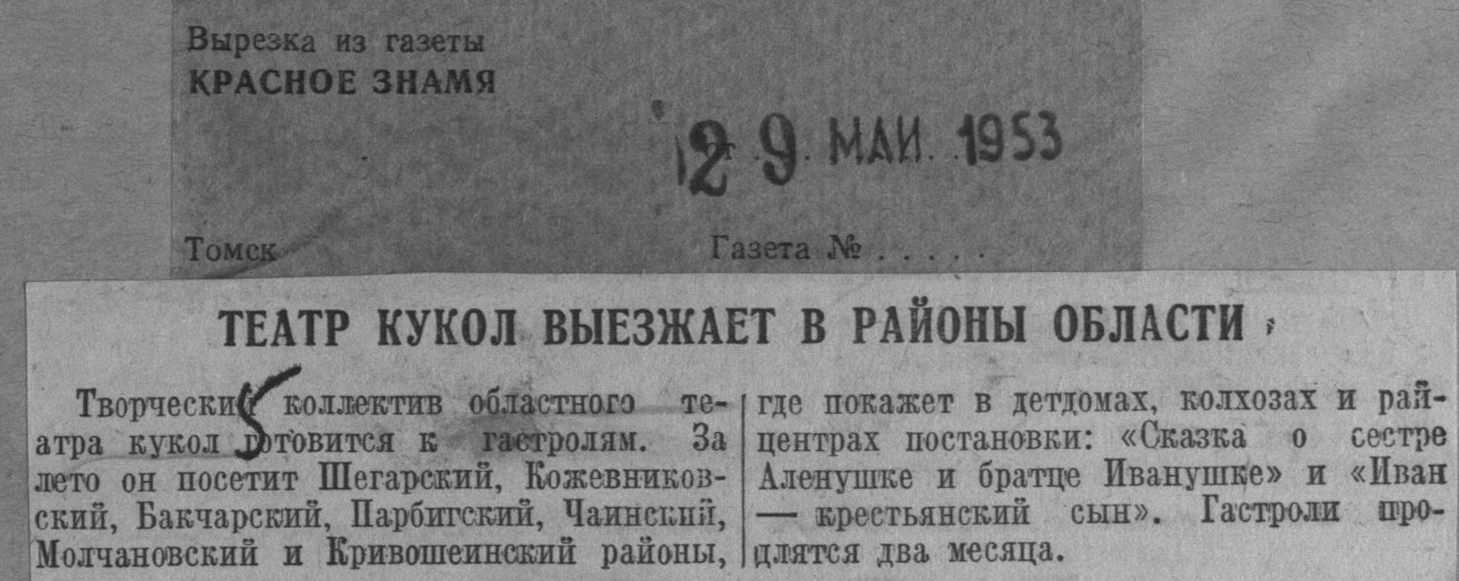 Вырезка из газеты
КРАСНОЕ ЗНАМЯ
от . 29 . МАЙ . . 1953
Томск
Газета № . . . . .
ТЕАТР КУКОЛ ВЫЕЗЖАЕТ В РАЙОНЫ ОБЛАСТИ
Творческий коллектив областного те-
атра кукол готовится к гастролям. За
лето он посетит Шегарский, Кожевников-
ский, Бакчарский, Парбигский, Чаинский,
Молчановский и Кривошеинский районы,
где покажет в детдомах, колхозах и рай-
центрах постановки: «Сказка о сестре
Аленушке и братце Иванушке» и «Иван
— крестьянский сын». Гастроли про-
длятся два месяца.